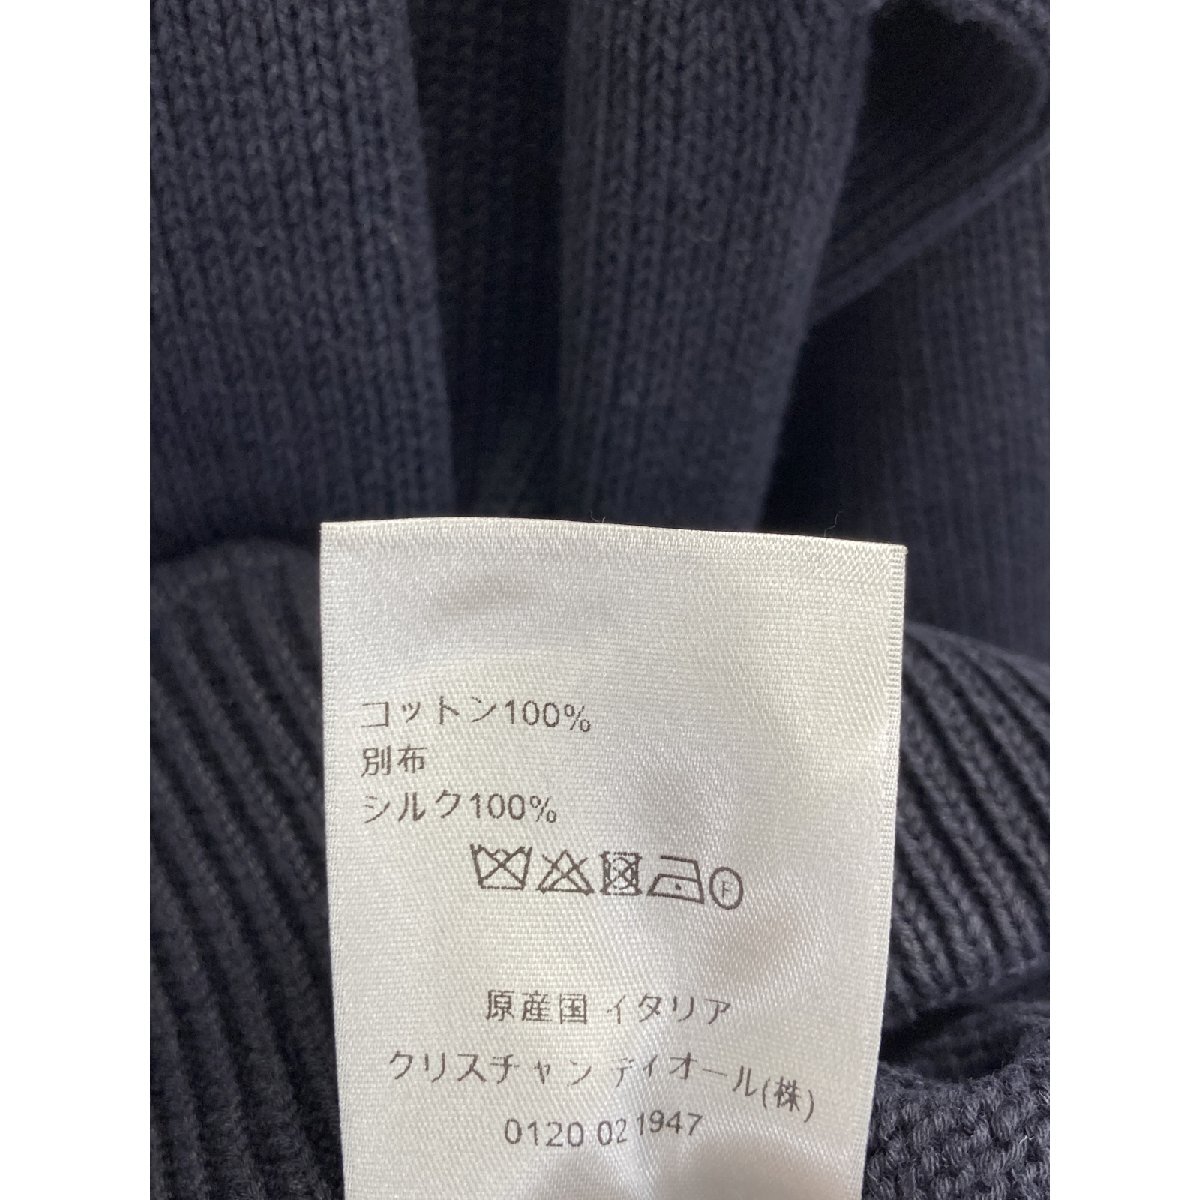 コットン100%
別布
シルク100%
F
原産国 イタリア
クリスチャン ディオール(株)
0120 02 1947